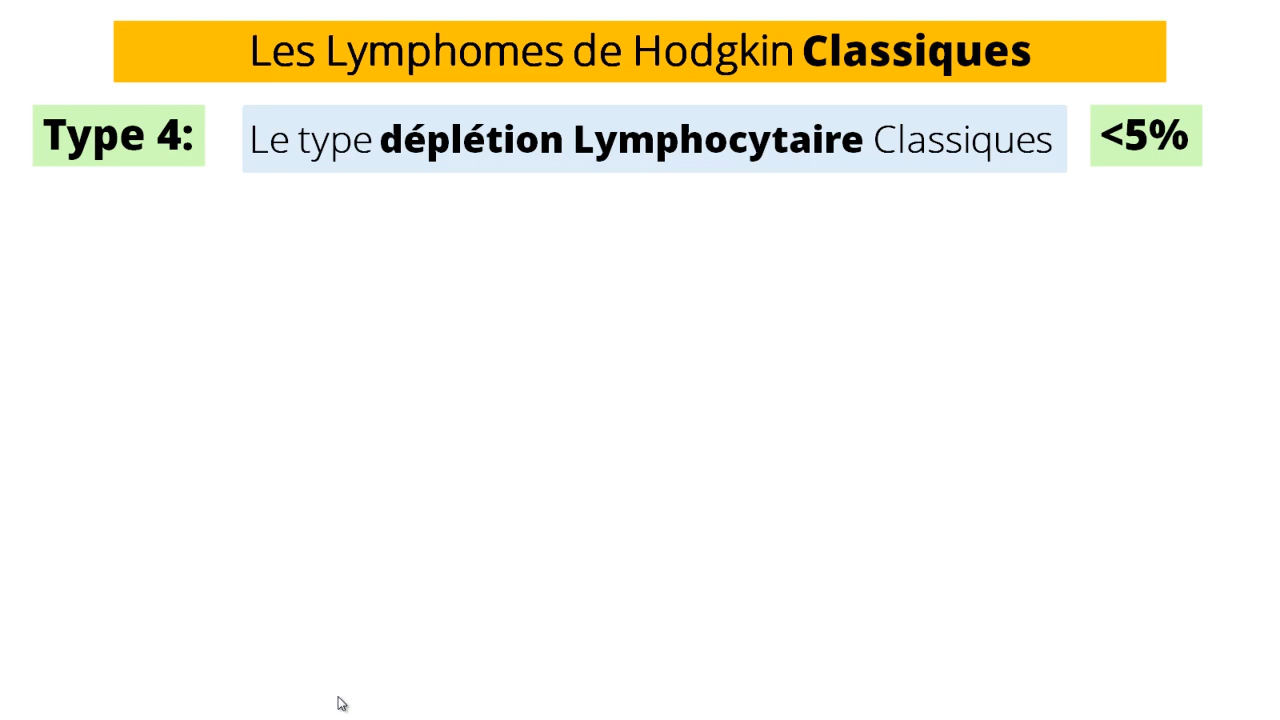 Les Lymphomes de Hodgkin Classiques
Type 4: Le type déplétion Lymphocytaire Classiques <5%